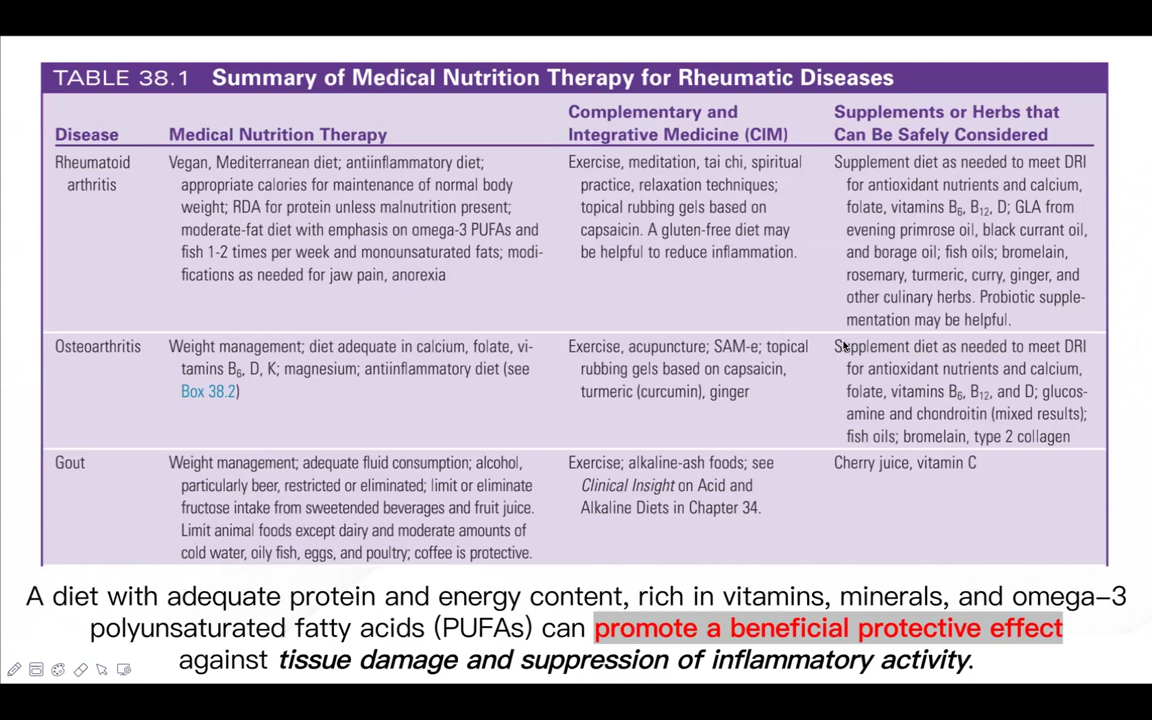 TABLE 38.1 Summary of Medical Nutrition Therapy for Rheumatic Diseases
Disease
Medical Nutrition Therapy
Complementary and
Integrative Medicine (CIM)
Supplements or Herbs that
Can Be Safely Considered
Rheumatoid
arthritis
Vegan, Mediterranean diet; antiinflammatory diet;
appropriate calories for maintenance of normal body
weight; RDA for protein unless malnutrition present;
moderate-fat diet with emphasis on omega-3 PUFAs and
fish 1-2 times per week and monounsaturated fats; modi-
fications as needed for jaw pain, anorexia
Exercise, meditation, tai chi, spiritual
practice, relaxation techniques;
topical rubbing gels based on
capsaicin. A gluten-free diet may
be helpful to reduce inflammation.
Supplement diet as needed to meet DRI
for antioxidant nutrients and calcium,
folate, vitamins B6, B12, D; GLA from
evening primrose oil, black currant oil,
and borage oil; fish oils; bromelain,
rosemary, turmeric, curry, ginger, and
other culinary herbs. Probiotic supple-
mentation may be helpful.
Osteoarthritis
Weight management; diet adequate in calcium, folate, vi-
tamins B6, D, K; magnesium; antiinflammatory diet (see
Box 38.2)
Exercise, acupuncture; SAM-e; topical
rubbing gels based on capsaicin,
turmeric (curcumin), ginger
Supplement diet as needed to meet DRI
for antioxidant nutrients and calcium,
folate, vitamins B6, B12, and D; glucos-
amine and chondroitin (mixed results);
fish oils; bromelain, type 2 collagen
Gout
Weight management; adequate fluid consumption; alcohol,
particularly beer, restricted or eliminated; limit or eliminate
fructose intake from sweetended beverages and fruit juice.
Limit animal foods except dairy and moderate amounts of
cold water, oily fish, eggs, and poultry; coffee is protective.
Exercise; alkaline-ash foods; see
Clinical Insight on Acid and
Alkaline Diets in Chapter 34.
Cherry juice, vitamin C
A diet with adequate protein and energy content, rich in vitamins, minerals, and omega-3
polyunsaturated fatty acids (PUFAs) can promote a beneficial protective effect
against tissue damage and suppression of inflammatory activity.